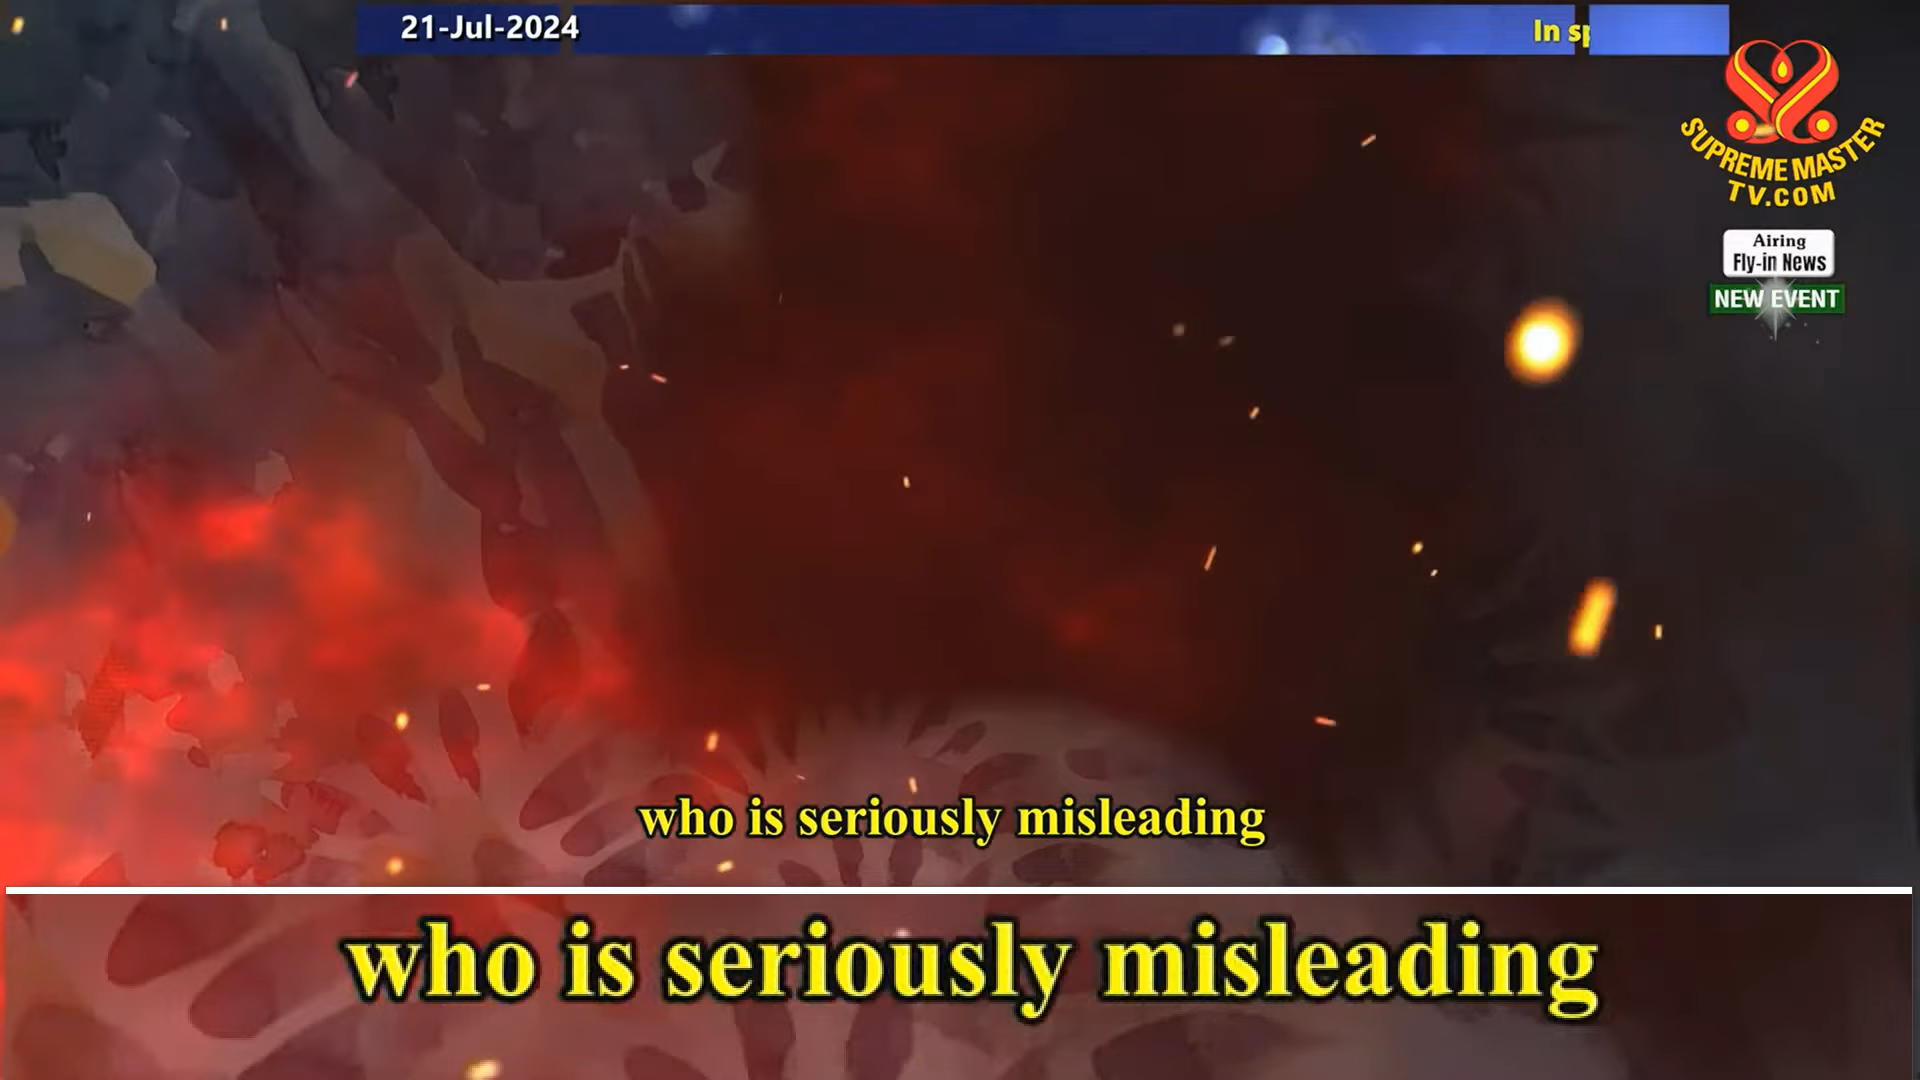 21-Jul-2024
In
SUPREME MASTER
TV.COM
Airing
Fly-in News
NEW EVENT
who is seriously misleading
who is seriously misleading